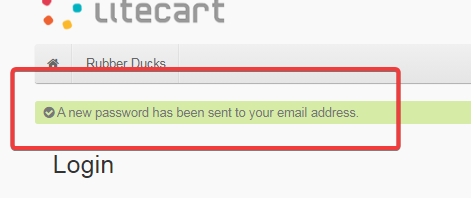 litecart
Rubber Ducks
A new password has been sent to your email address.
Login